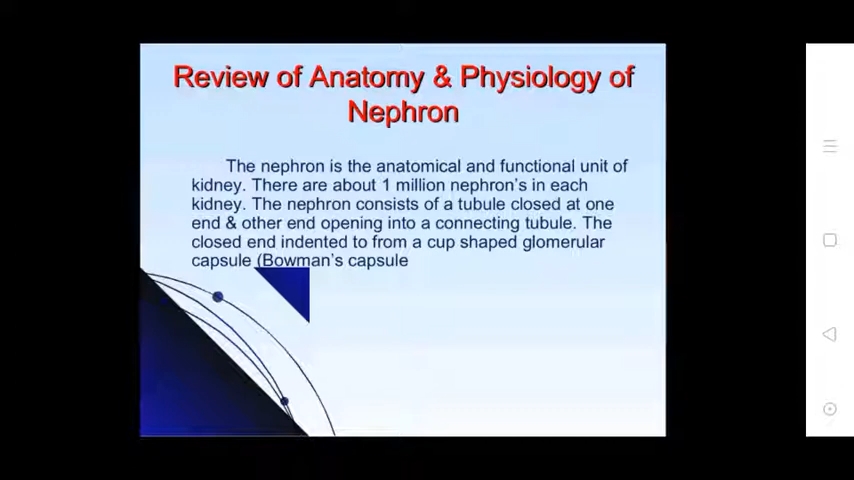 Review of Anatomy & Physiology of
Nephron
The nephron is the anatomical and functional unit of
kidney. There are about 1 million nephron's in each
kidney. The nephron consists of a tubule closed at one
end & other end opening into a connecting tubule. The
closed end indented to from a cup shaped glomerular
capsule (Bowman's capsule